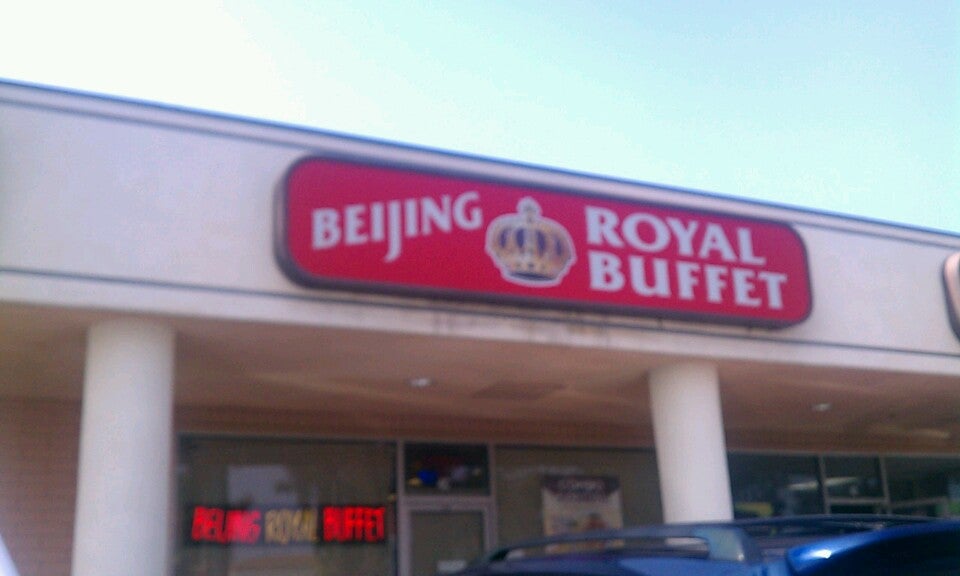 BEIJING
ROYAL
BUFFET
BEIJING ROYAL BUFFET